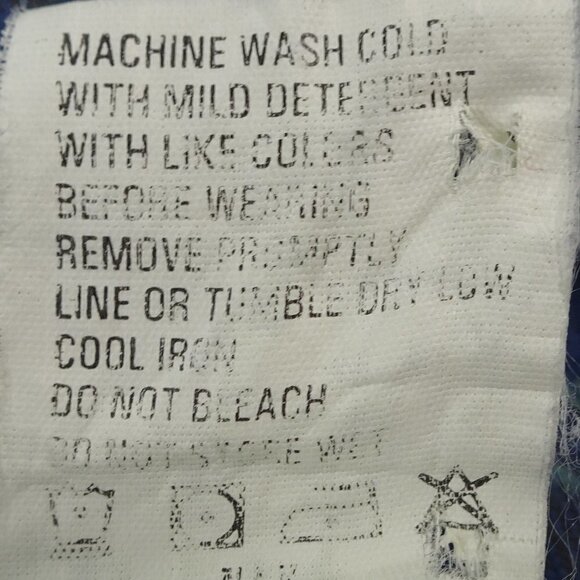 MACHINE WASH COLD
WITH MILD DETERGENT
WITH LIKE COLORS
BEFORE WEARING
REMOVE PROMPTLY
LINE OR TUMBLE DRY LOW
COOL IRON
DO NOT BLEACH
DO NOT STORE WET